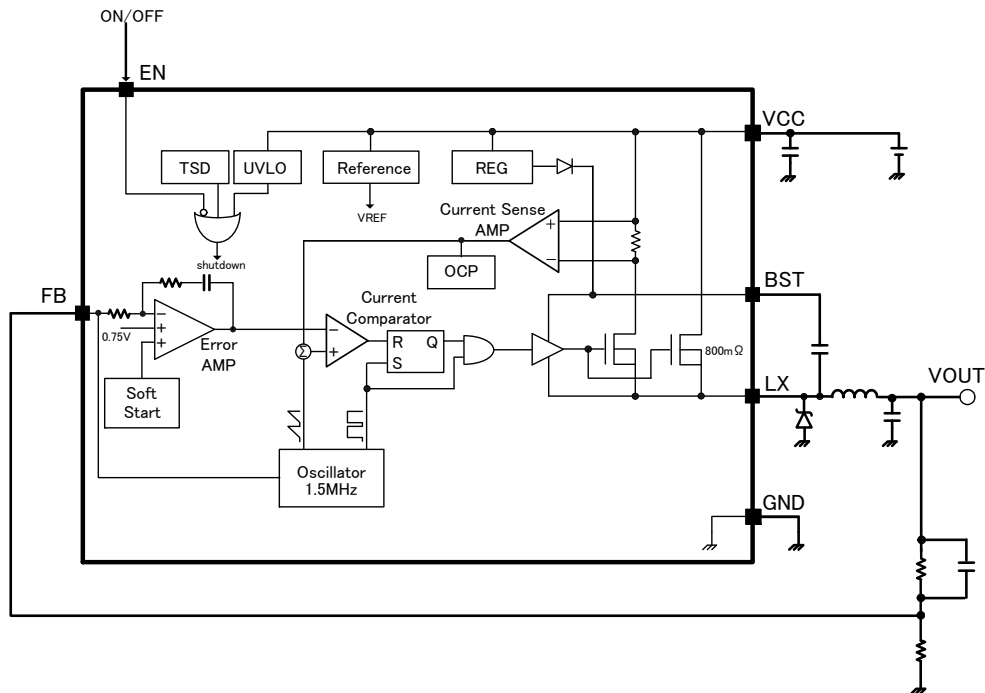 ON/OFF
EN
VCC
TSD
UVLO
Reference
REG
VREF
Current Sense
AMP
OCP
shutdown
BST
FB
Current
Comparator
0.75V
Error
AMP
R
Q
S
Σ
800mΩ
LX
VOUT
Soft
Start
Oscillator
1.5MHz
GND